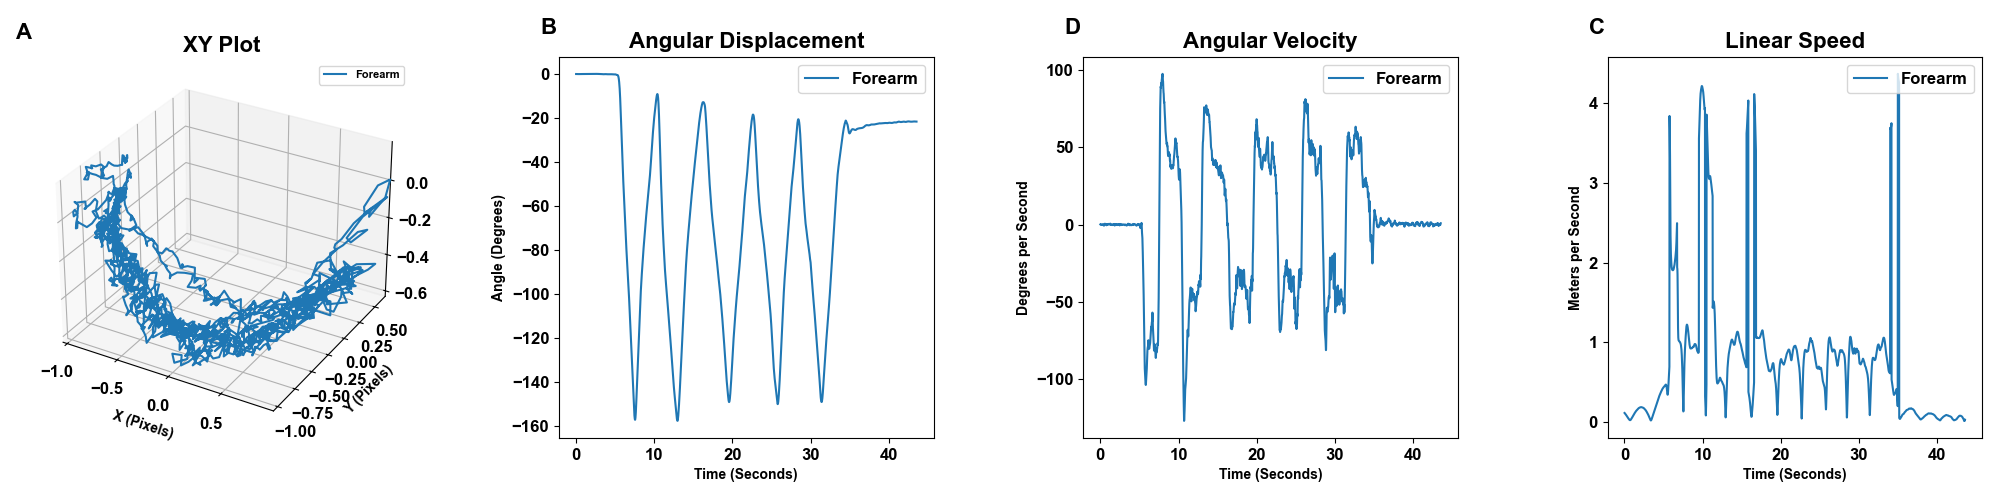 A
XY Plot
Forearm
0.0
−0.2
−0.4
−0.6
−1.0
−0.5
0.0
0.5
X (Pixels)
0.50
0.25
0.00
−0.25
−0.50
−0.75
−1.00
Y (Pixels)
B
Angular Displacement
Forearm
0
−20
−40
−60
−80
−100
−120
−140
−160
Angle (Degrees)
0 10 20 30 40
Time (Seconds)
D
Angular Velocity
Forearm
100
50
0
−50
−100
Degrees per Second
0 10 20 30 40
Time (Seconds)
C
Linear Speed
Forearm
4
3
2
1
0
Meters per Second
0 10 20 30 40
Time (Seconds)